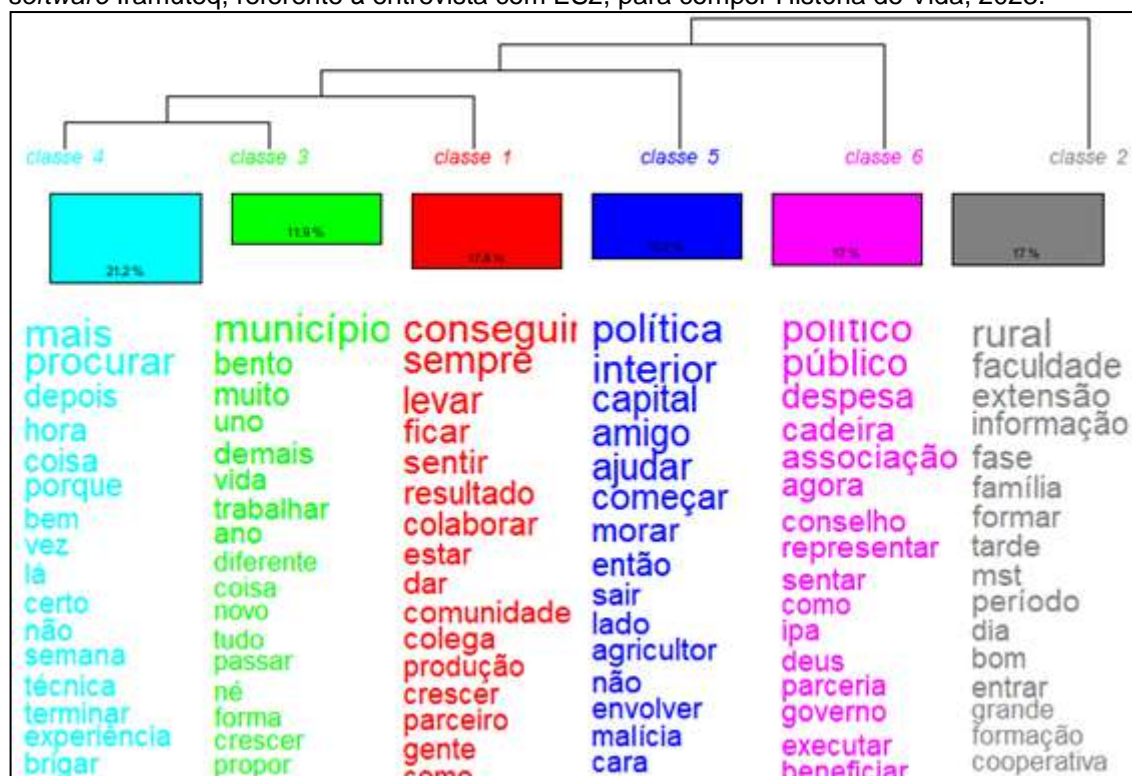 software Iramuteq, referente à entrevista com para compor História de Vida,
classe 4
classe 3
classe 1
classe 5
classe 6
classe 2
21.2 %
11.9 %
17.8 %
17 %
17 %
mais
procurar
depois
hora
coisa
porque
bem
vez
lá
certo
não
semana
técnica
terminar
experiência
brigar
município
bento
muito
uno
demais
vida
trabalhar
ano
diferente
coisa
novo
tudo
passar
né
forma
crescer
propor
conseguir
sempre
levar
ficar
sentir
resultado
colaborar
estar
dar
comunidade
colega
produção
crescer
parceiro
gente
como
política
interior
capital
amigo
ajudar
começar
morar
então
sair
lado
agricultor
não
envolver
malícia
cara
político
público
despesa
cadeira
associação
agora
conselho
representar
sentar
como
ipa
deus
parceria
governo
executar
beneficiar
rural
faculdade
extensão
informação
fase
família
formar
tarde
mst
período
dia
bom
entrar
grande
formação
cooperativa